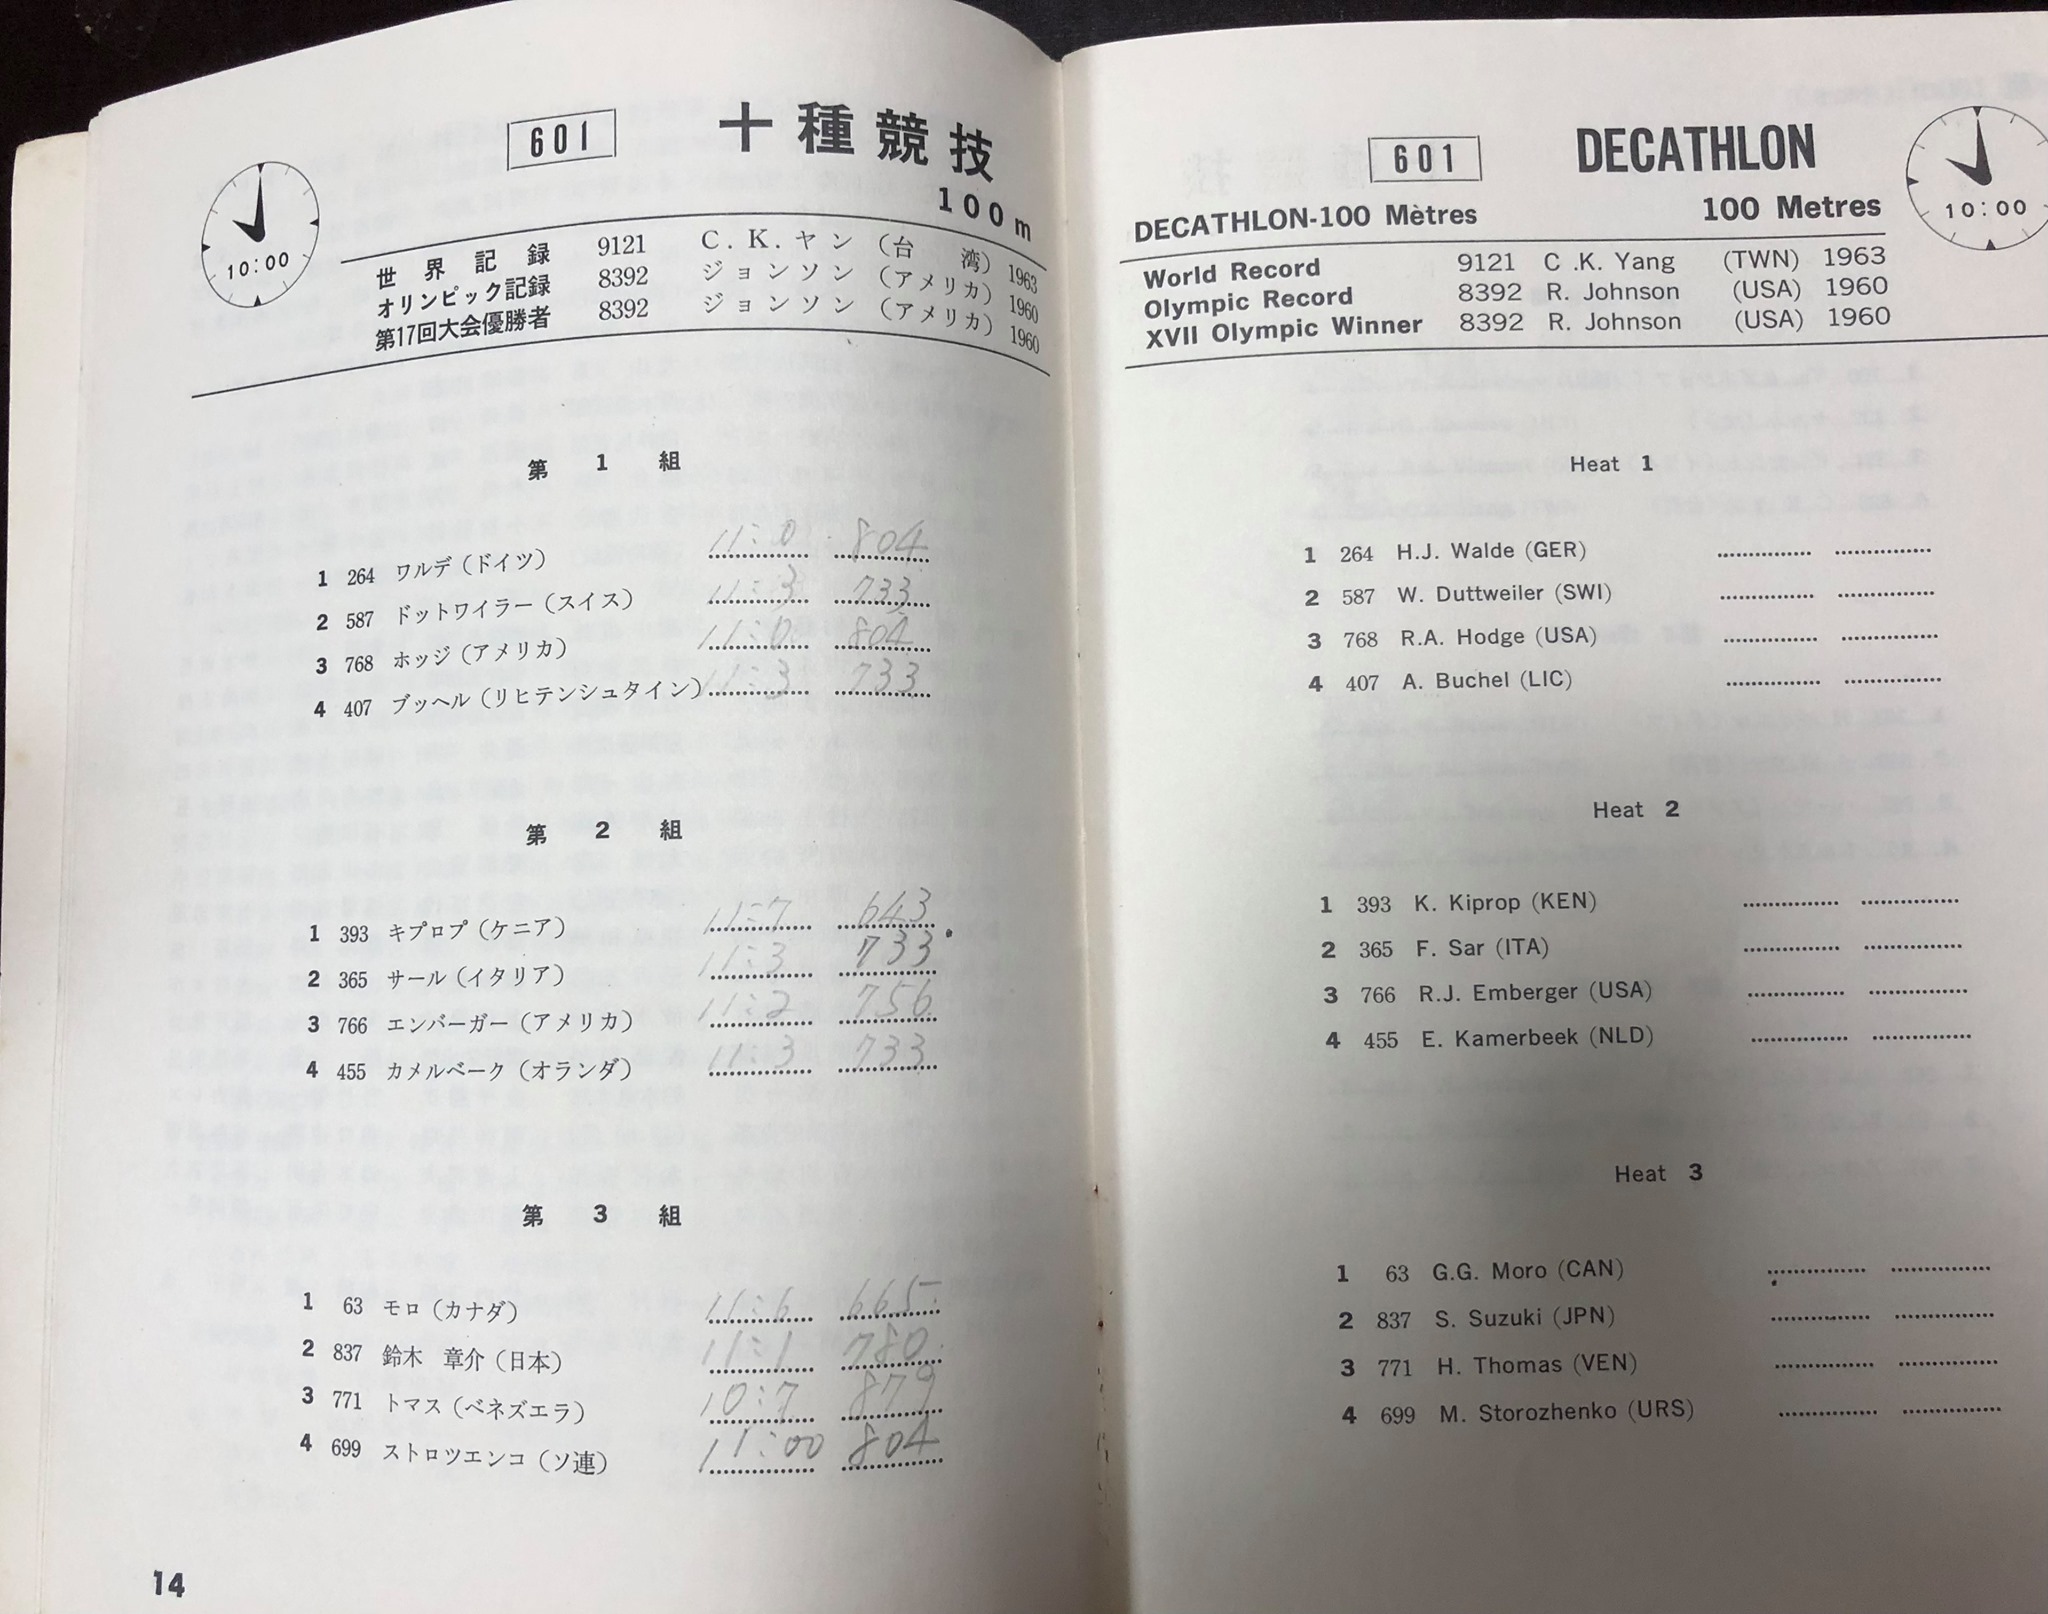 601 十種競技
100m
10:00
世界記録 9121 C.K.ヤン (台湾) 1963
オリンピック記録 8392 ジョンソン (アメリカ) 1960
第17回大会優勝者 8392 ジョンソン (アメリカ) 1960
第 1 組
1 264 ワルデ(ドイツ) 11:0 804
2 587 ドットワイラー(スイス) 11:3 733
3 768 ホッジ(アメリカ) 11:0 804
4 407 ブッヘル(リヒテンシュタイン) 11:3 733
第 2 組
1 393 キプロプ(ケニア) 11:7 643
2 365 サール(イタリア) 11:3 733
3 766 エンバーガー(アメリカ) 11:2 756
4 455 カメルベーク(オランダ) 11:3 733
第 3 組
1 63 モロ(カナダ) 11:6 665
2 837 鈴木 章介(日本) 11:1 780
3 771 トマス(ベネズエラ) 10:7 879
4 699 ストロツエンコ(ソ連) 11:00 804
14
601 DECATHLON
DECATHLON-100 Mètres 100 Metres
10:00
World Record 9121 C .K. Yang (TWN) 1963
Olympic Record 8392 R. Johnson (USA) 1960
XVII Olympic Winner 8392 R. Johnson (USA) 1960
Heat 1
1 264 H.J. Walde (GER)
2 587 W. Duttweiler (SWI)
3 768 R.A. Hodge (USA)
4 407 A. Buchel (LIC)
Heat 2
1 393 K. Kiprop (KEN)
2 365 F. Sar (ITA)
3 766 R.J. Emberger (USA)
4 455 E. Kamerbeek (NLD)
Heat 3
1 63 G.G. Moro (CAN)
2 837 S. Suzuki (JPN)
3 771 H. Thomas (VEN)
4 699 M. Storozhenko (URS)